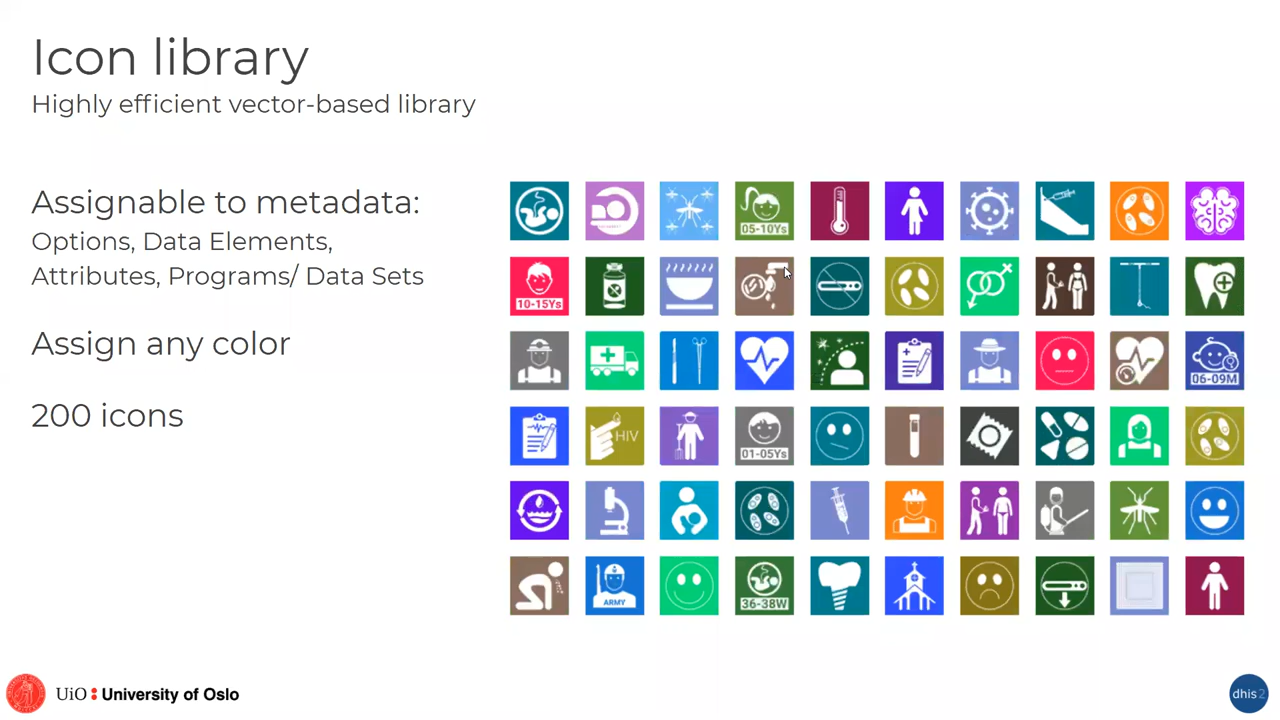 Icon library
Highly efficient vector-based library
Assignable to metadata:
Options, Data Elements,
Attributes, Programs/ Data Sets
Assign any color
200 icons
05-10Ys
10-15Ys
06-09M
HIV
01-05Ys
ARMY
36-38W
UiO University of Oslo
dhis2